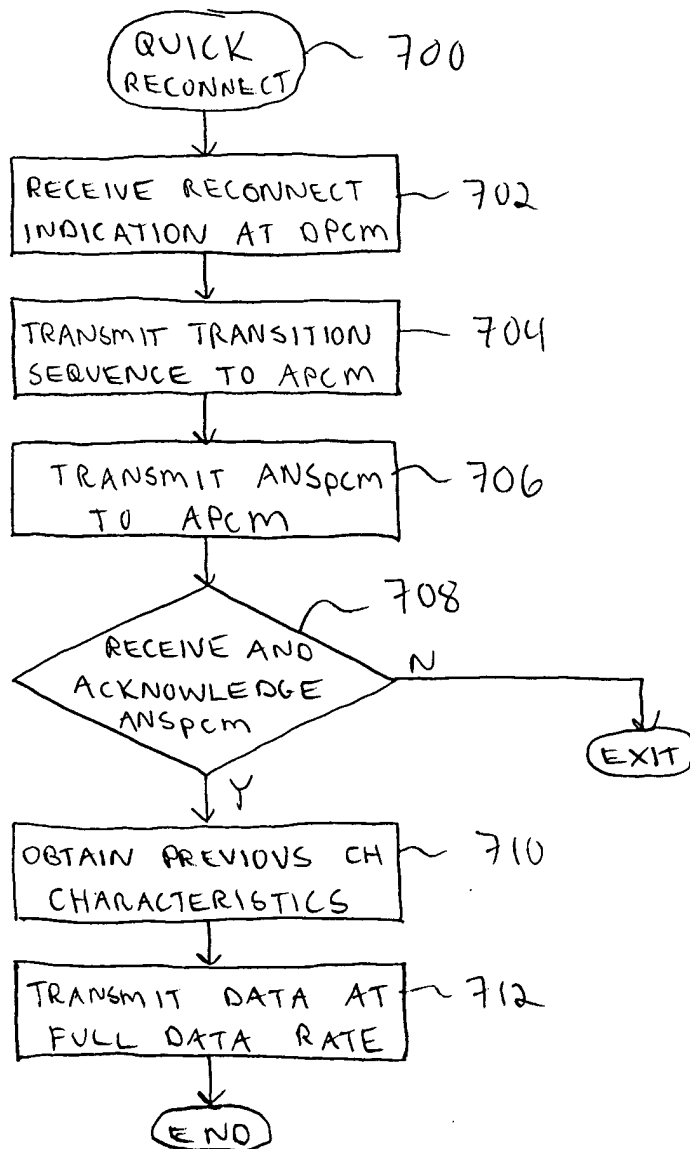 QUICK
RECONNECT
700
RECEIVE RECONNECT
INDICATION AT DPCM
702
TRANSMIT TRANSITION
SEQUENCE TO APCM
704
TRANSMIT ANSpcm
TO APCM
706
708
RECEIVE AND
ACKNOWLEDGE
ANSpcm
N
EXIT
Y
OBTAIN PREVIOUS CH
CHARACTERISTICS
710
TRANSMIT DATA AT
FULL DATA RATE
712
END